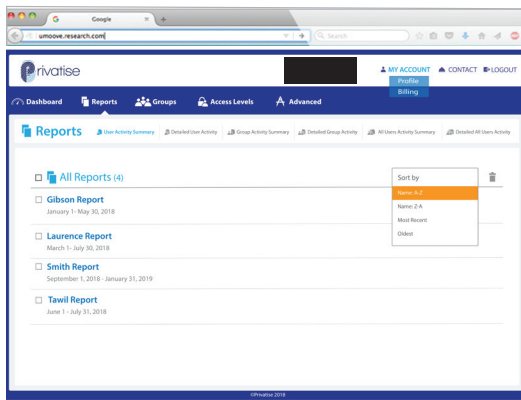 Google
umoove.research.com
Search
Privatise
MY ACCOUNT CONTACT LOGOUT
Profile
Billing
Dashboard Reports Groups Access Levels Advanced
Reports User Activity Summary Detailed User Activity Group Activity Summary Detailed Group Activity All Users Activity Summary Detailed All Users Activity
All Reports (4)
Sort by
Name: A-Z
Name: Z-A
Most Recent
Oldest
Gibson Report
January 1- May 30, 2018
Laurence Report
March 1- July 30, 2018
Smith Report
September 1, 2018 - January 31, 2019
Tawil Report
June 1 - July 31, 2018
©Privatise 2018